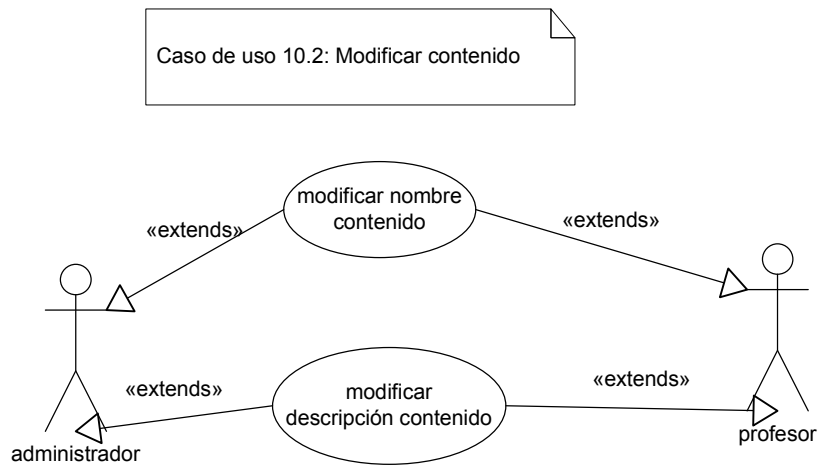 Caso de uso 10.2: Modificar contenido
modificar nombre
contenido
«extends»
«extends»
«extends»
modificar
descripción contenido
«extends»
administrador
profesor